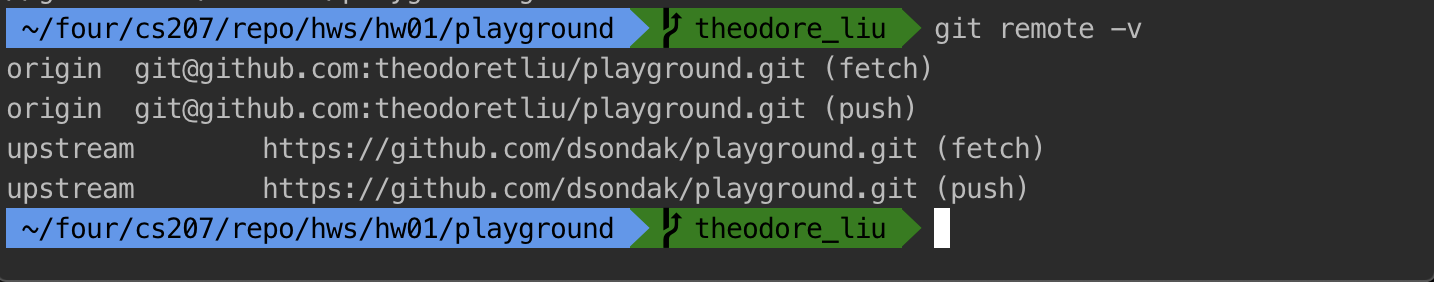 ~/four/cs207/repo/hws/hw01/playground theodore_liu git remote -v
origin git@github.com:theodoretliu/playground.git (fetch)
origin git@github.com:theodoretliu/playground.git (push)
upstream https://github.com/dsondak/playground.git (fetch)
upstream https://github.com/dsondak/playground.git (push)
~/four/cs207/repo/hws/hw01/playground theodore_liu